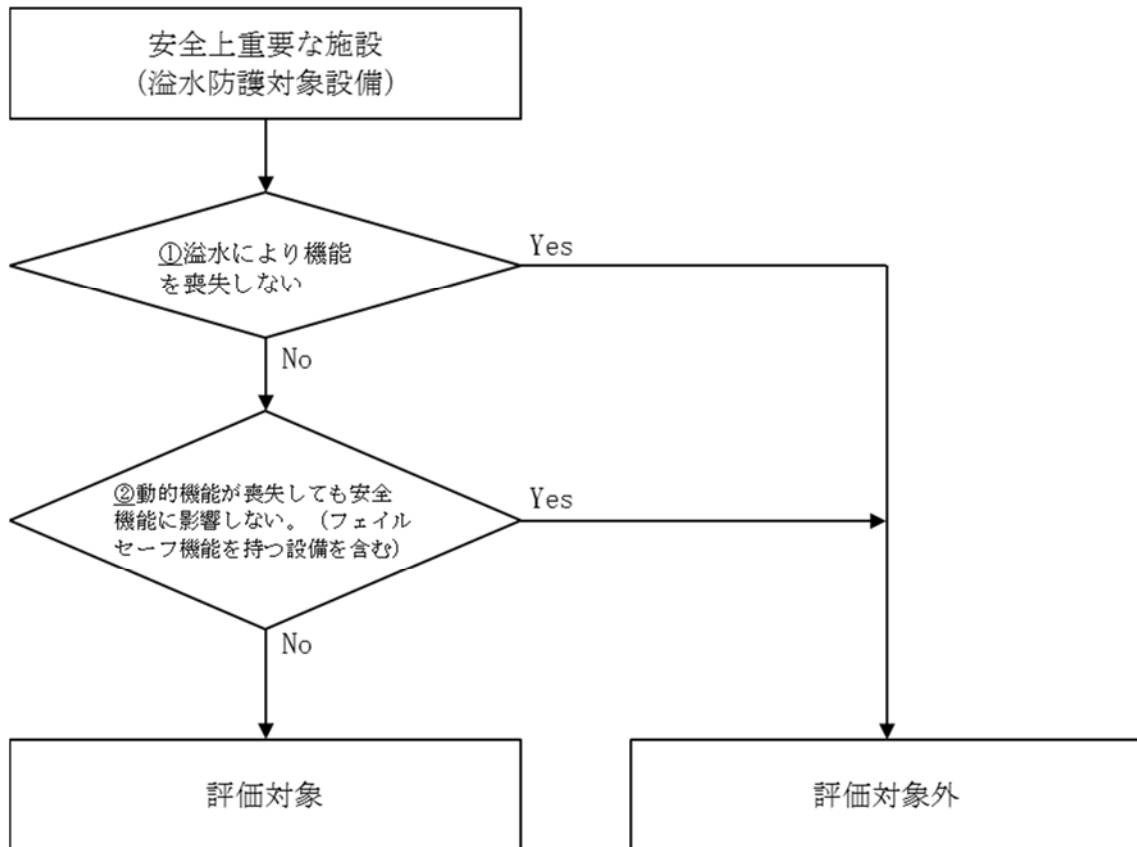 安全上重要な施設
(溢水防護対象設備)
①溢水により機能
を喪失しない
Yes
No
②動的機能が喪失しても安全
機能に影響しない。（フェイル
セーフ機能を持つ設備を含む）
Yes
No
評価対象
評価対象外